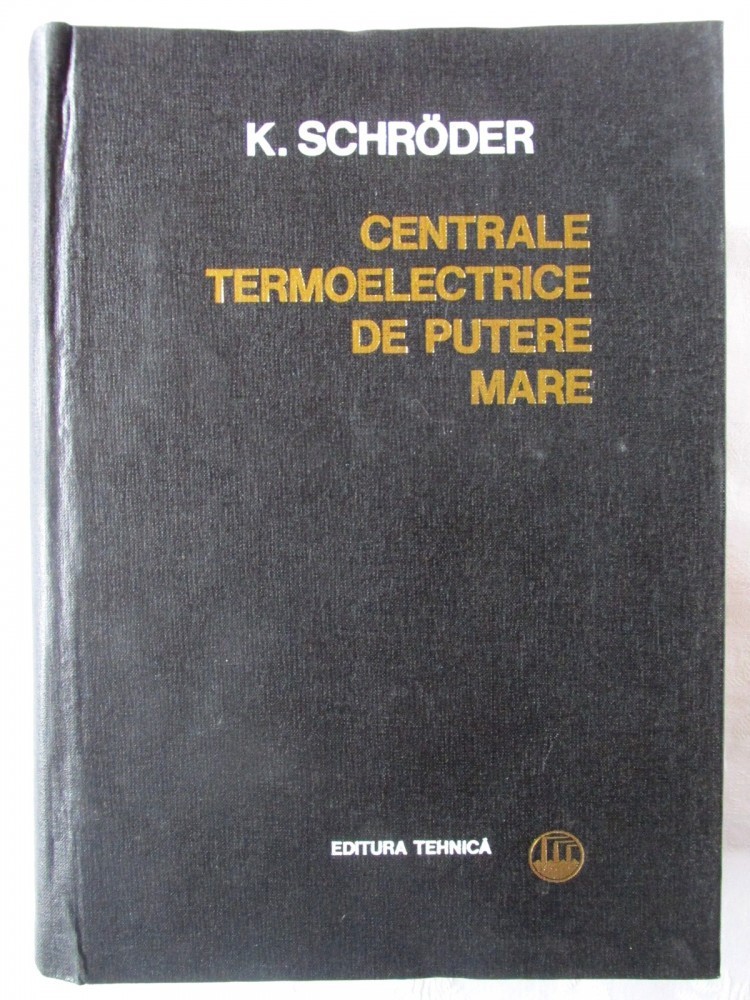 K. SCHRÖDER
CENTRALE
TERMOELECTRICE
DE PUTERE
MARE
EDITURA TEHNICĂ